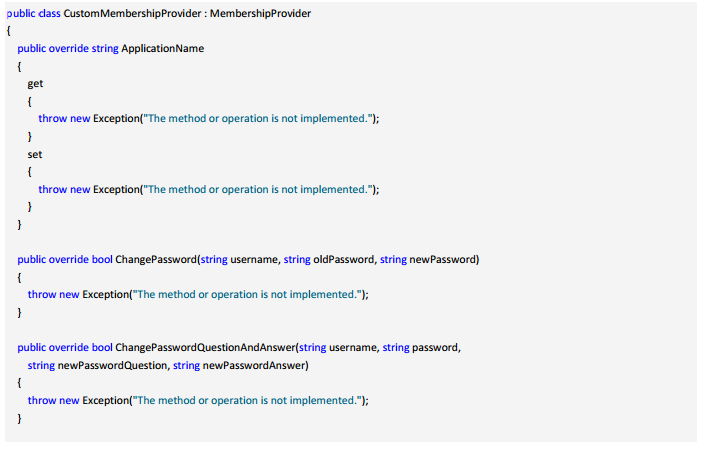 public class CustomMembershipProvider : MembershipProvider
{
public override string ApplicationName
{
get
{
throw new Exception("The method or operation is not implemented.");
}
set
{
throw new Exception("The method or operation is not implemented.");
}
}
public override bool ChangePassword(string username, string oldPassword, string newPassword)
{
throw new Exception("The method or operation is not implemented.");
}
public override bool ChangePasswordQuestionAndAnswer(string username, string password,
string newPasswordQuestion, string newPasswordAnswer)
{
throw new Exception("The method or operation is not implemented.");
}